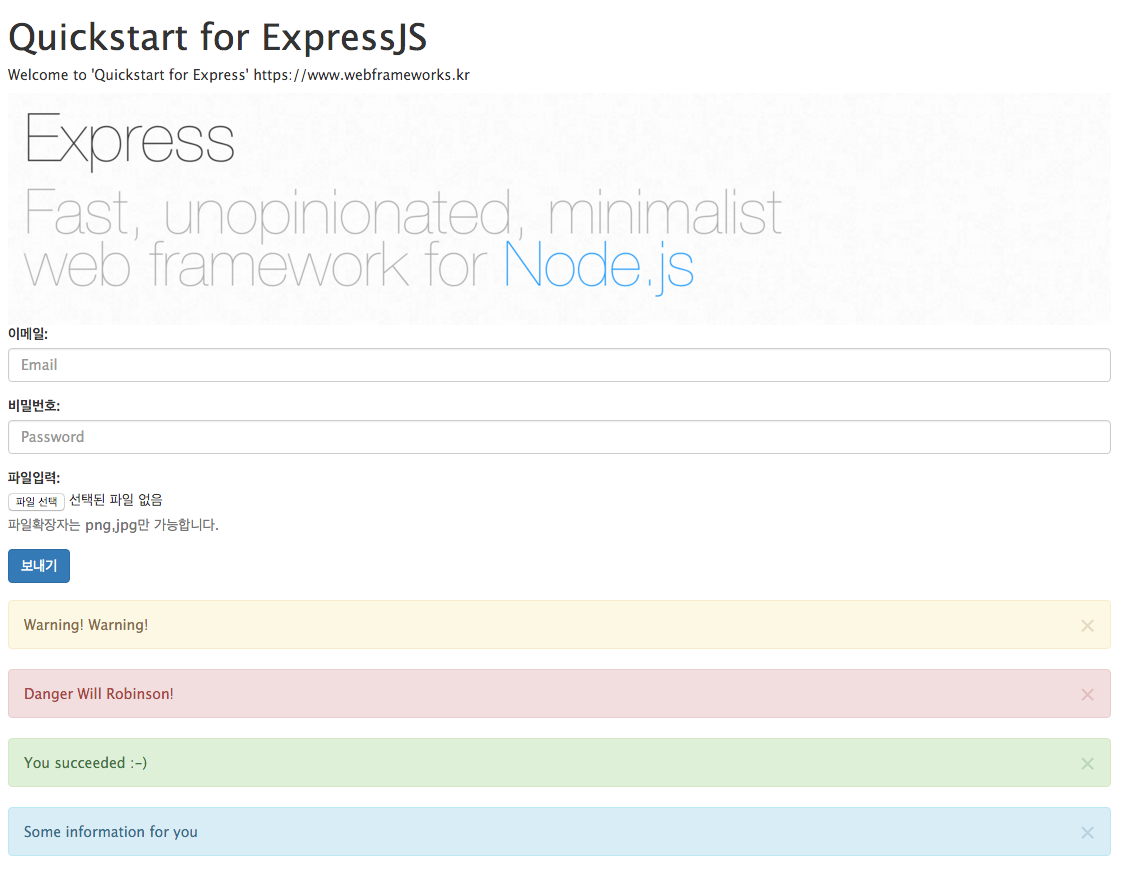 Quickstart for ExpressJS
Welcome to 'Quickstart for Express' https://www.webframeworks.kr
Express
Fast, unopinionated, minimalist
web framework for Node.js
이메일:
Email
비밀번호:
Password
파일입력:
파일 선택 선택된 파일 없음
파일확장자는 png,jpg만 가능합니다.
보내기
Warning! Warning! ×
Danger Will Robinson! ×
You succeeded :-) ×
Some information for you ×